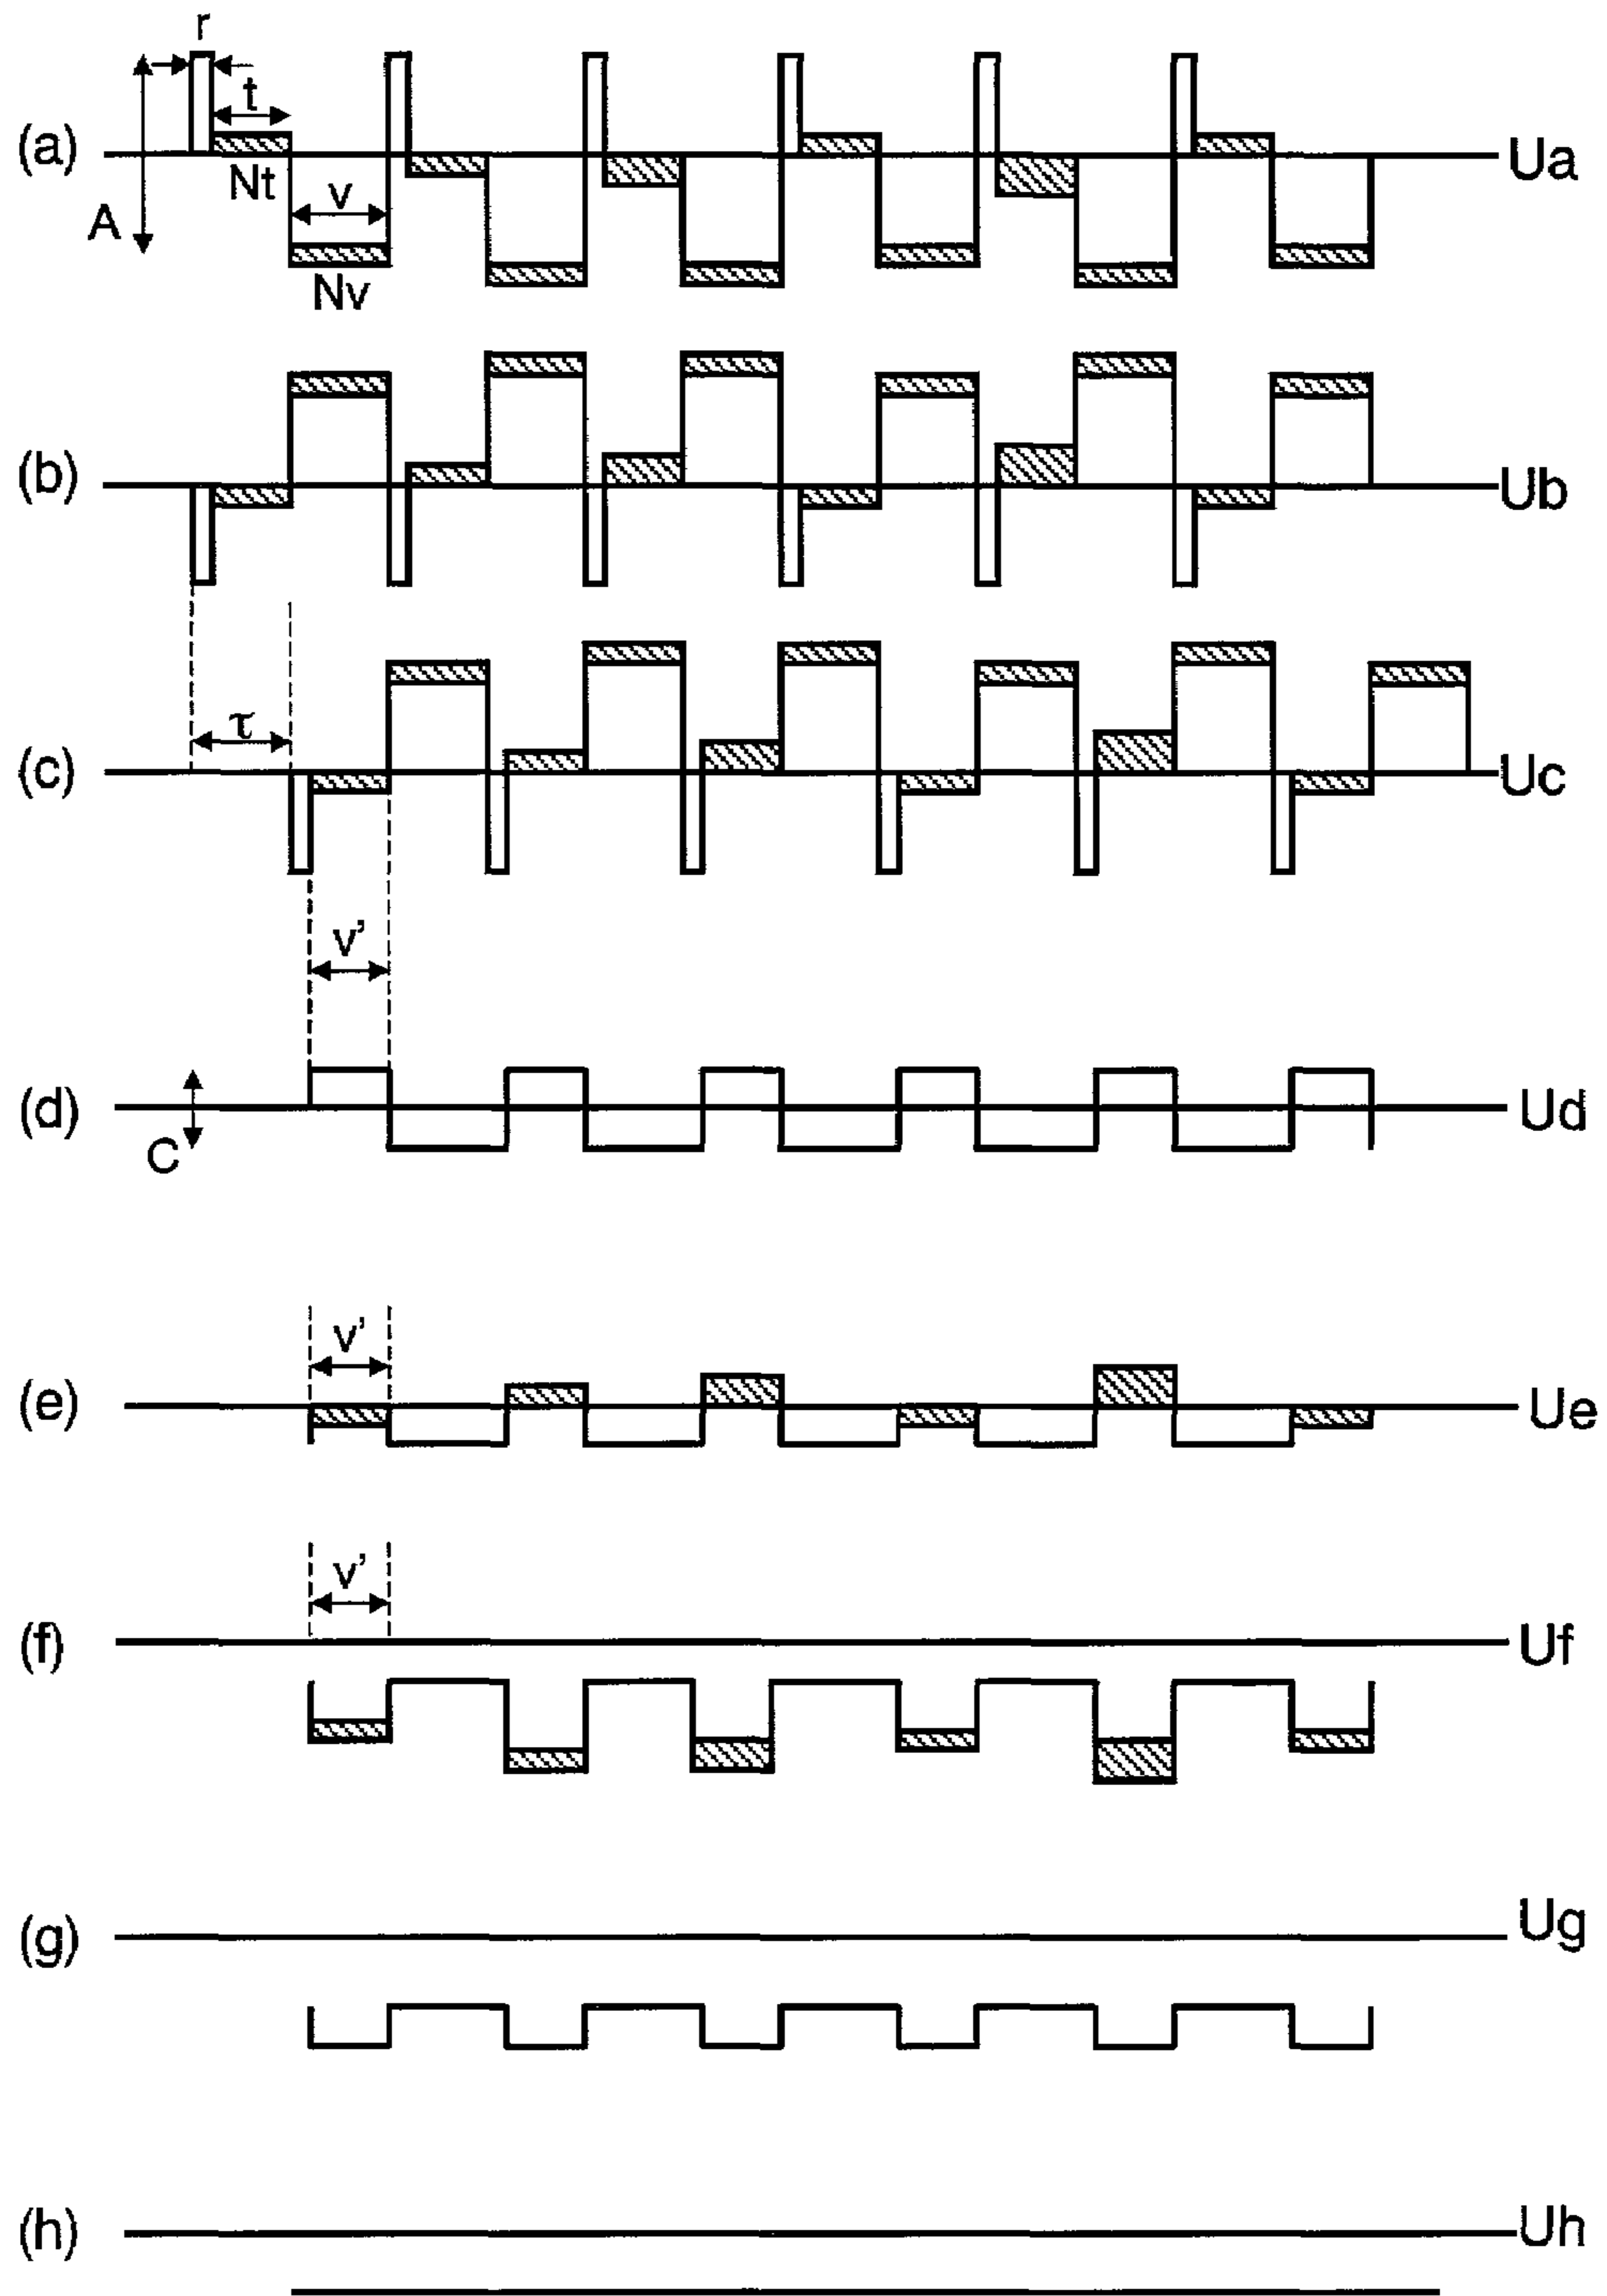 r
t
(a)
Nt
v
A
Nv
Ua
(b)
Ub
τ
(c)
Uc
v'
(d)
C
Ud
v'
(e)
Ue
v'
(f)
Uf
(g)
Ug
(h)
Uh